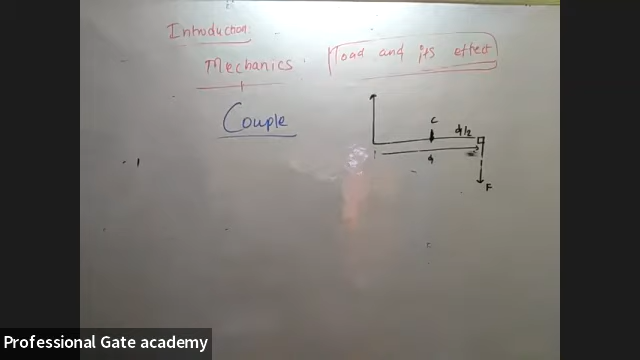 Introduction
Mechanics
load and its effect
Couple
C
d/2
d
F
Professional Gate academy